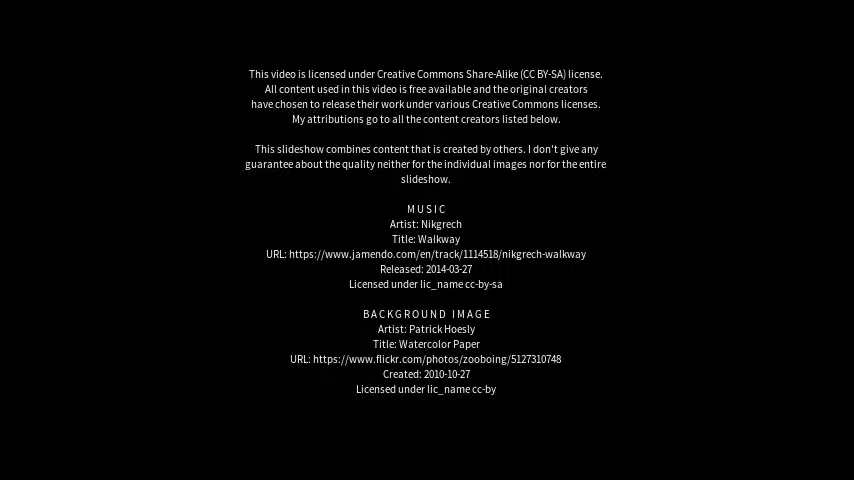 This video is licensed under Creative Commons Share-Alike (CC BY-SA) license.
All content used in this video is free available and the original creators
have chosen to release their work under various Creative Commons licenses.
My attributions go to all the content creators listed below.
This slideshow combines content that is created by others. I don't give any
guarantee about the quality neither for the individual images nor for the entire
slideshow.
MUSIC
Artist: Nikgrech
Title: Walkway
URL: https://www.jamendo.com/en/track/1114518/nikgrech-walkway
Released: 2014-03-27
Licensed under lic_name cc-by-sa
BACKGROUND IMAGE
Artist: Patrick Hoesly
Title: Watercolor Paper
URL: https://www.flickr.com/photos/zooboing/5127310748
Created: 2010-10-27
Licensed under lic_name cc-by